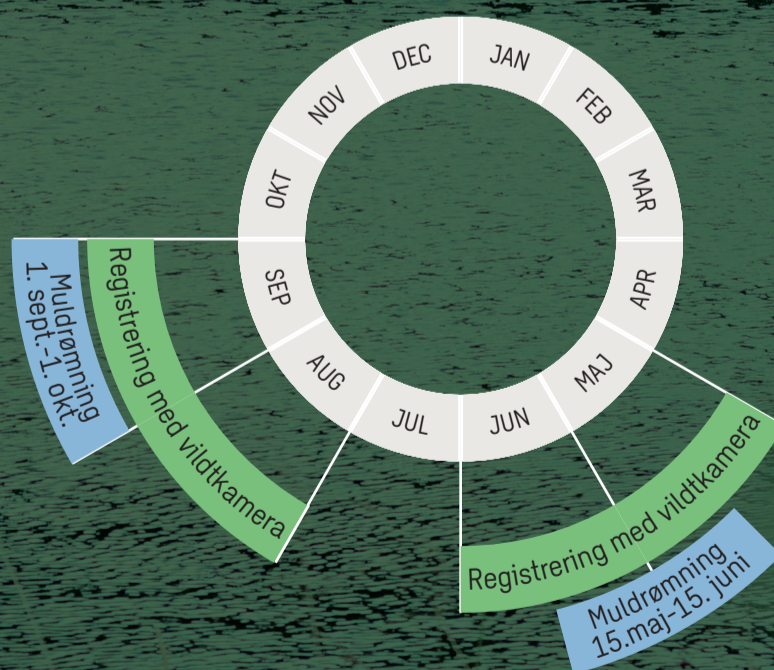 JAN
FEB
MAR
APR
MAJ
JUN
JUL
AUG
SEP
OKT
NOV
DEC
Registrering med vildtkamera
Muldrømning
15.maj-15. juni
Registrering med vildtkamera
Muldrømning
1. sept.-1. okt.